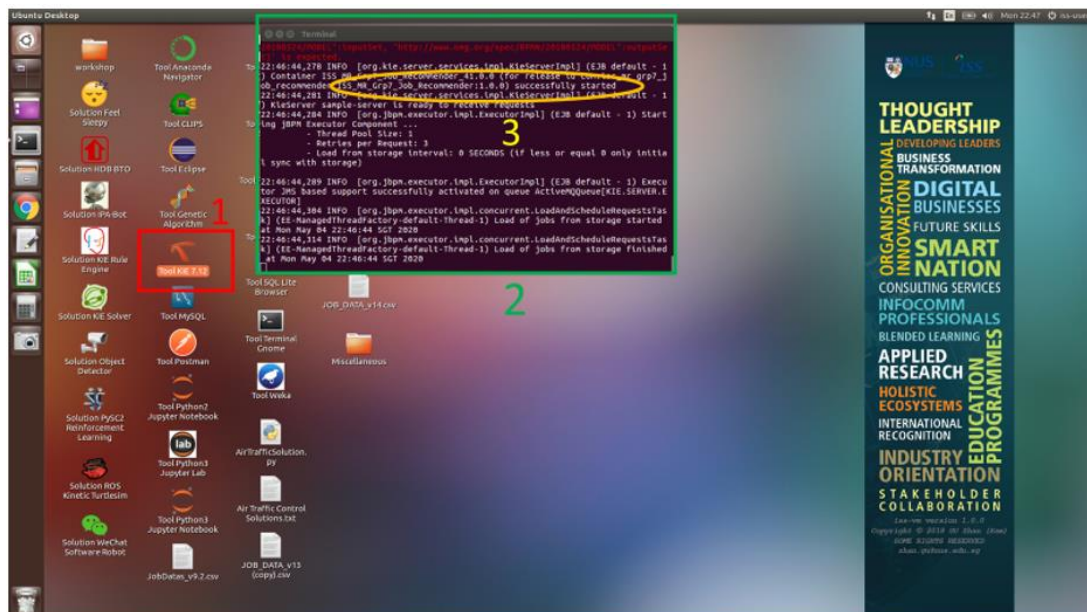 Ubuntu Desktop
En
Mon 22:47
iss-user
workshop
Tool Anaconda
Navigator
Solution Feel
Sleepy
Tool CLIPS
Solution HDB BTO
Tool Eclipse
Solution IPA-Bot
Tool Genetic
Algorithm
1
Solution KIE Rule
Engine
Tool KIE 7.12
Solution KIE Solver
Tool MySQL
Solution Object
Detector
Tool Postman
Solution PySC2
Reinforcement
Learning
Tool Python2
Jupyter Notebook
Solution ROS
Kinetic Turtlesim
lab
Tool Python3
Jupyter Lab
Solution WeChat
Software Robot
Tool Python3
Jupyter Notebook
JobDatas_v9.2.csv
Tool SQL Lite
Browser
Tool Terminal
Gnome
Tool Weka
AirTrafficSolution.
py
Air Traffic Control
Solutions.txt
JOB_DATA_v13
(copy).csv
JOB_DATA_v14.csv
Miscellaneous
Terminal
22:46:44,278 INFO [org.kie.server.services.impl.KieServerImpl] (EJB default - 1
) Container ISS_MR_Grp7_Job_Recommender_41.0.0 (for release id
ob_recommender:ISS_MR_Grp7_Job_Recommender:1.0.0) successfully started
22:46:44,281 INFO [org.kie.server.services.impl.KieServerImpl] (EJB default - 1
) KieServer sample-server is ready to receive requests
22:46:44,284 INFO [org.jbpm.executor.impl.ExecutorImpl] (EJB default - 1) Start
ing jBPM Executor Component ...
- Thread Pool Size: 1
- Retries per Request: 3
- Load from storage interval: 0 SECONDS (if less or equal 0 only initia
l sync with storage)
22:46:44,289 INFO [org.jbpm.executor.impl.ExecutorImpl] (EJB default - 1) Execu
tor JMS based support successfully activated on queue ActiveMQQueue[KIE.SERVER.E
XECUTOR]
22:46:44,304 INFO [org.jbpm.executor.impl.concurrent.LoadAndScheduleRequestsTas
k] (EE-ManagedThreadFactory-default-Thread-1) Load of jobs from storage started
at Mon May 04 22:46:44 SGT 2020
22:46:44,314 INFO [org.jbpm.executor.impl.concurrent.LoadAndScheduleRequestsTas
k] (EE-ManagedThreadFactory-default-Thread-1) Load of jobs from storage finished
at Mon May 04 22:46:44 SGT 2020
3
2
NUS
iss
THOUGHT
LEADERSHIP
DEVELOPING LEADERS
ORGANISATIONAL
INNOVATION
BUSINESS
TRANSFORMATION
DIGITAL
BUSINESSES
FUTURE SKILLS
SMART
NATION
CONSULTING SERVICES
INFOCOMM
PROFESSIONALS
BLENDED LEARNING
APPLIED
RESEARCH
HOLISTIC
ECOSYSTEMS
INTERNATIONAL
RECOGNITION
EDUCATION
PROGRAMMES
INDUSTRY
ORIENTATION
STAKEHOLDER
COLLABORATION
iss-vm version 1.0.0
SOME RIGHTS RESERVED